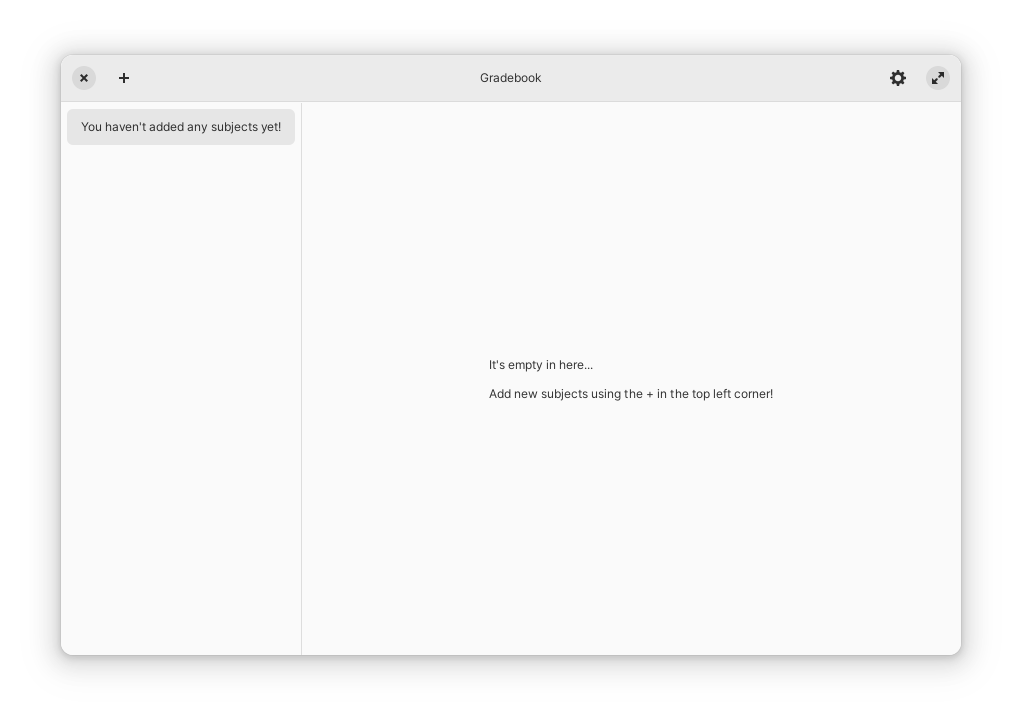 Gradebook
You haven't added any subjects yet!
It's empty in here...
Add new subjects using the + in the top left corner!